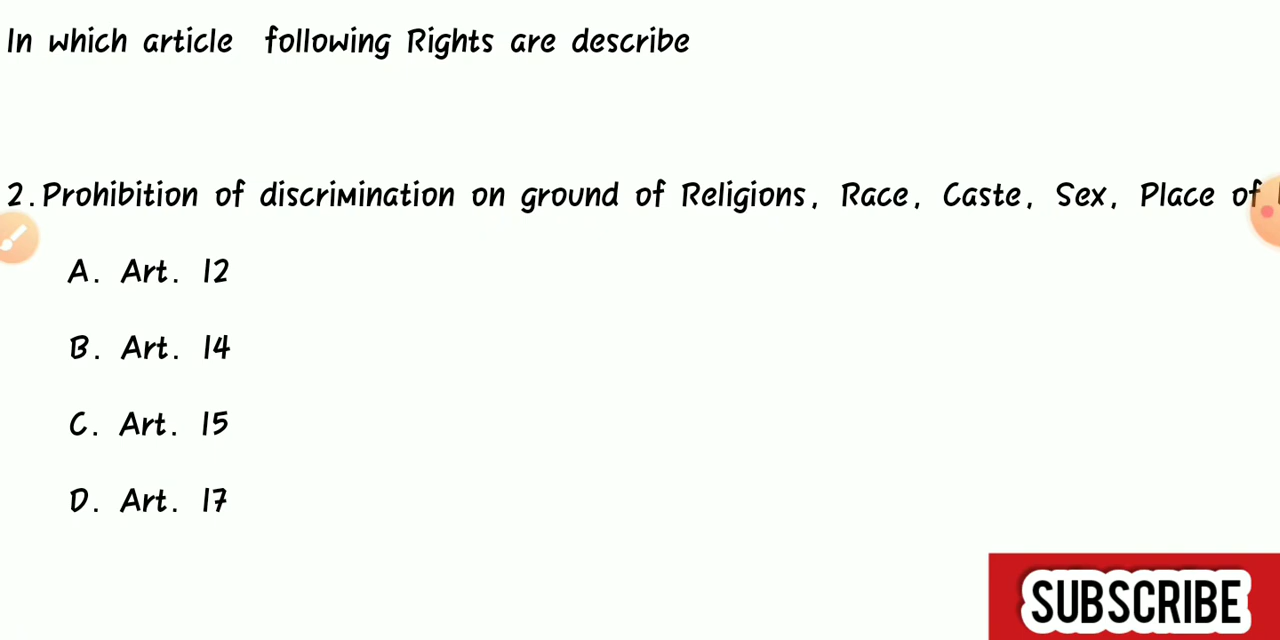 In which article following Rights are describe
2.Prohibition of discrimination on ground of Religions, Race, Caste, Sex, Place of
A. Art. 12
B. Art. 14
C. Art. 15
D. Art. 17
SUBSCRIBE